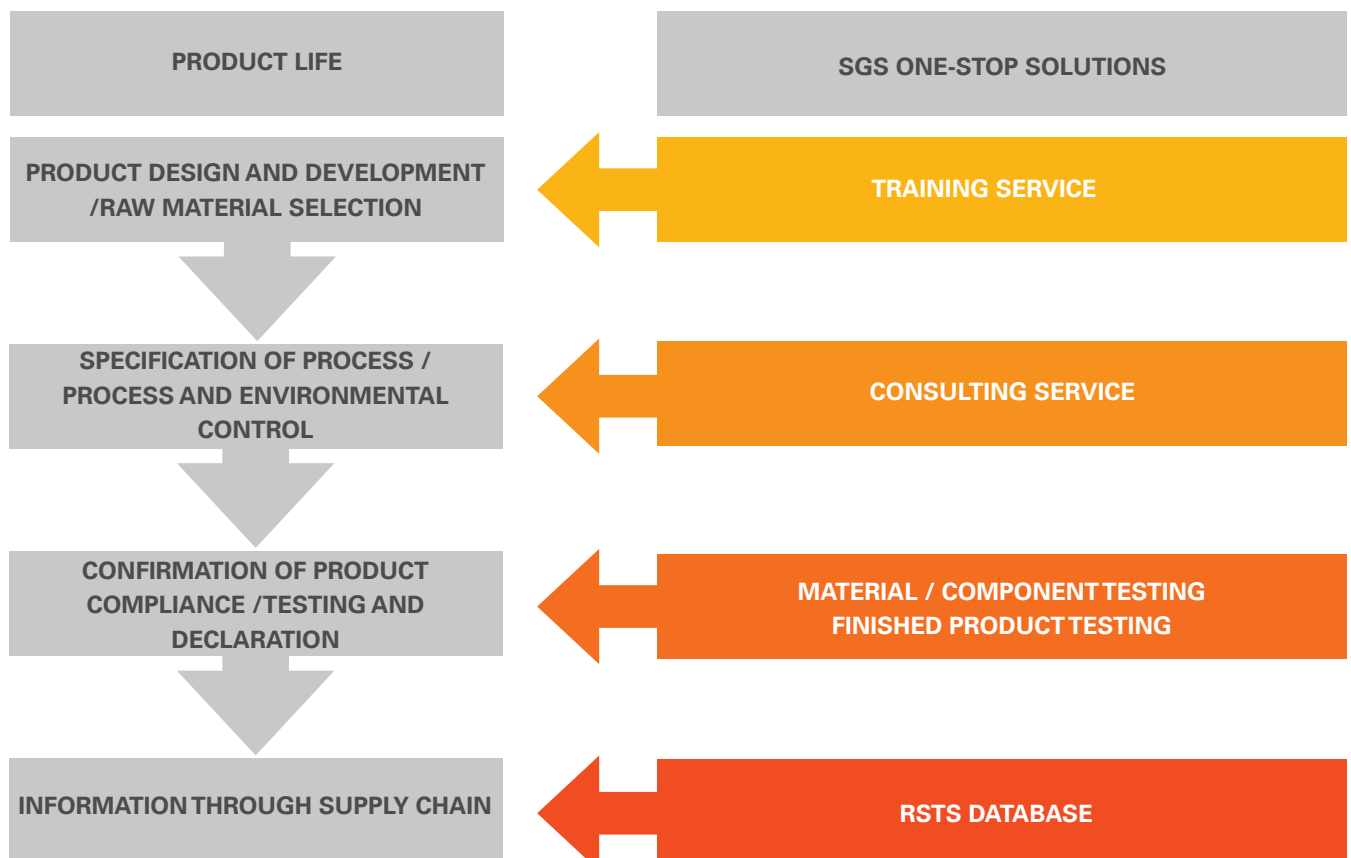 PRODUCT LIFE
SGS ONE-STOP SOLUTIONS
PRODUCT DESIGN AND DEVELOPMENT
/RAW MATERIAL SELECTION
TRAINING SERVICE
SPECIFICATION OF PROCESS /
PROCESS AND ENVIRONMENTAL
CONTROL
CONSULTING SERVICE
CONFIRMATION OF PRODUCT
COMPLIANCE /TESTING AND
DECLARATION
MATERIAL / COMPONENT TESTING
FINISHED PRODUCT TESTING
INFORMATION THROUGH SUPPLY CHAIN
RSTS DATABASE